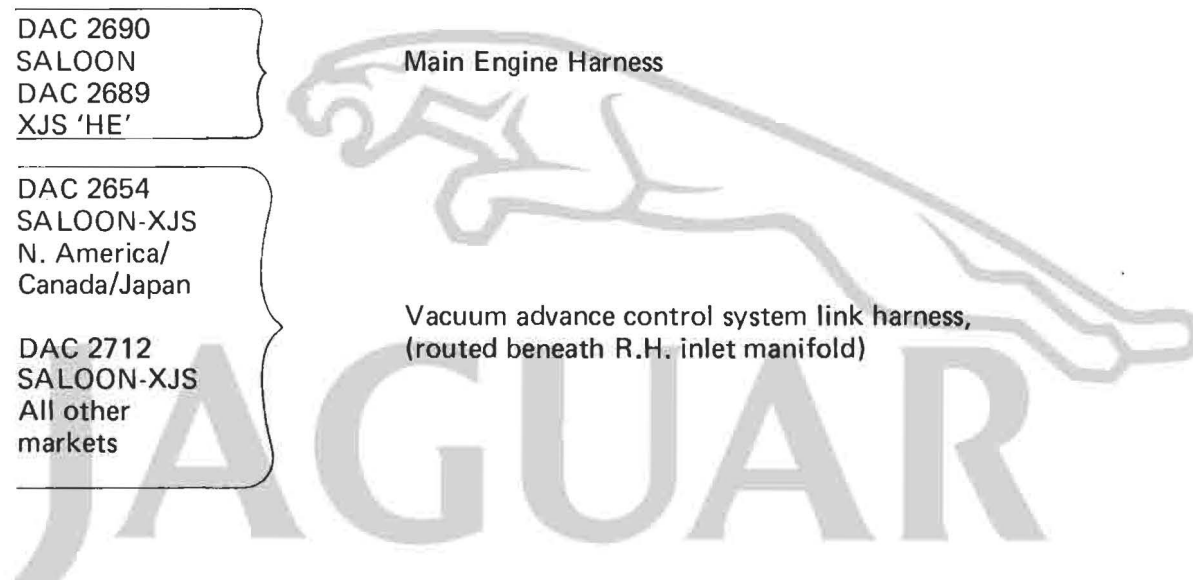 DAC 2690
SALOON
DAC 2689
XJS 'HE'
Main Engine Harness
DAC 2654
SALOON-XJS
N. America/
Canada/Japan
DAC 2712
SALOON-XJS
All other
markets
Vacuum advance control system link harness,
(routed beneath R.H. inlet manifold)
JAGUAR